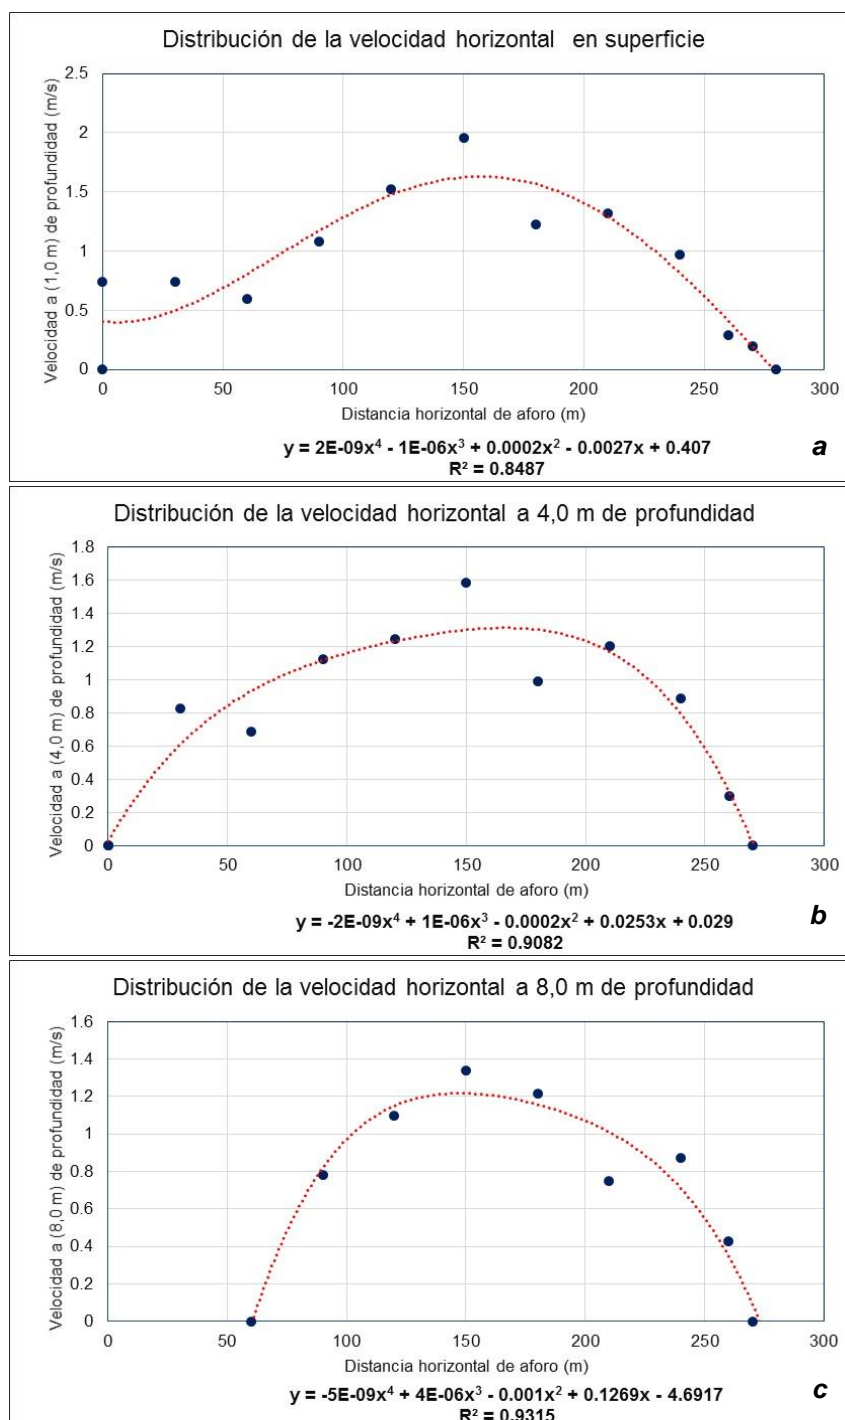 Distribución de la velocidad horizontal en superficie
Velocidad a (1,0 m) de profundidad (m/s)
2.5
2
1.5
1
0.5
0
0 50 100 150 200 250 300
Distancia horizontal de aforo (m)
y = 2E-09x⁴ - 1E-06x³ + 0.0002x² - 0.0027x + 0.407
R² = 0.8487
a
Distribución de la velocidad horizontal a 4,0 m de profundidad
Velocidad a (4,0 m) de profundidad (m/s)
1.8
1.6
1.4
1.2
1
0.8
0.6
0.4
0.2
0
0 50 100 150 200 250 300
Distancia horizontal de aforo (m)
y = -2E-09x⁴ + 1E-06x³ - 0.0002x² + 0.0253x + 0.029
R² = 0.9082
b
Distribución de la velocidad horizontal a 8,0 m de profundidad
Velocidad a (8,0 m) de profundidad (m/s)
1.6
1.4
1.2
1
0.8
0.6
0.4
0.2
0
0 50 100 150 200 250 300
Distancia horizontal de aforo (m)
y = -5E-09x⁴ + 4E-06x³ - 0.001x² + 0.1269x - 4.6917
R² = 0.9315
c